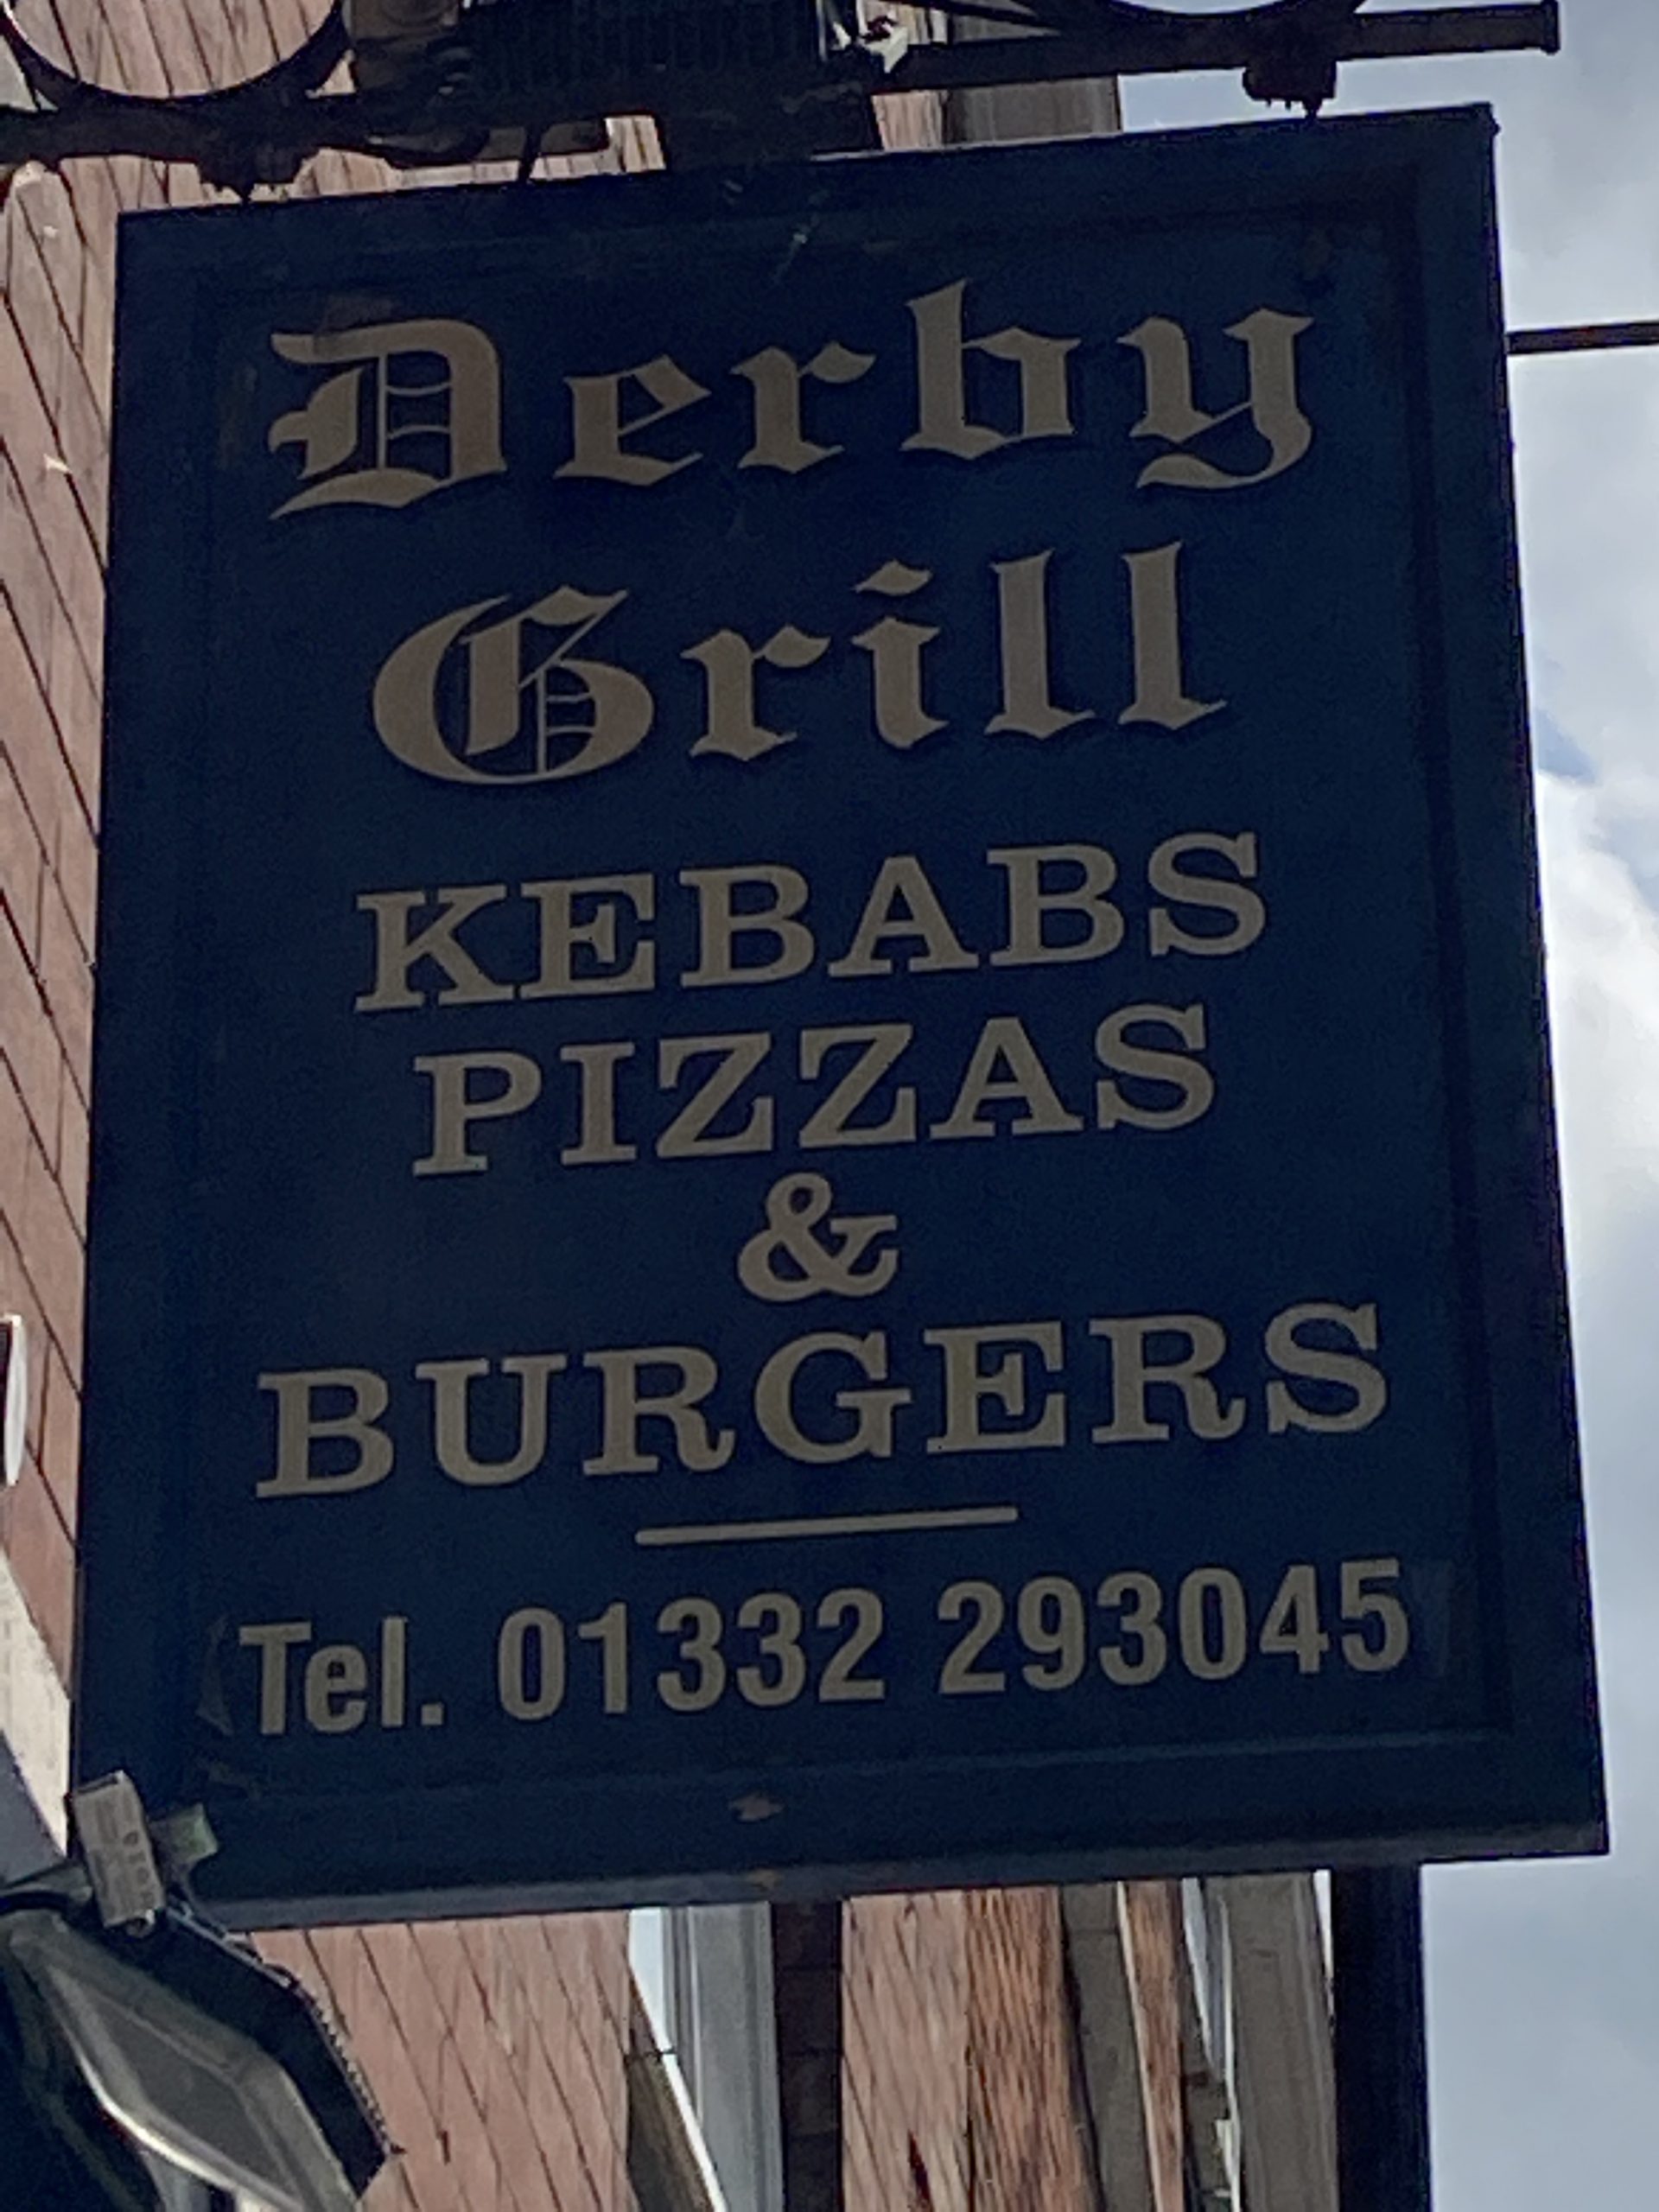 Derby
Grill
KEBABS
PIZZAS
&
BURGERS
Tel. 01332 293045